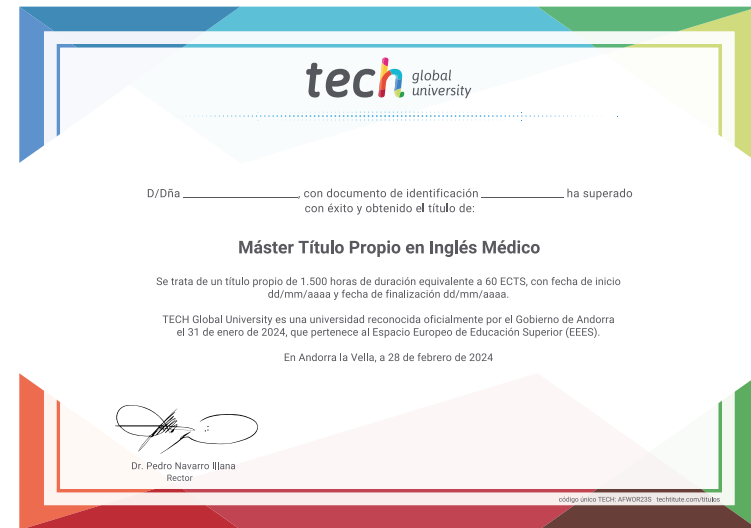 tech global
university
D/Dña ____________________, con documento de identificación ______________ ha superado
con éxito y obtenido el título de:
Máster Título Propio en Inglés Médico
Se trata de un título propio de 1.500 horas de duración equivalente a 60 ECTS, con fecha de inicio
dd/mm/aaaa y fecha de finalización dd/mm/aaaa.
TECH Global University es una universidad reconocida oficialmente por el Gobierno de Andorra
el 31 de enero de 2024, que pertenece al Espacio Europeo de Educación Superior (EEES).
En Andorra la Vella, a 28 de febrero de 2024
Dr. Pedro Navarro Illana
Rector
código único TECH: AFWOR23S techtitute.com/titulos